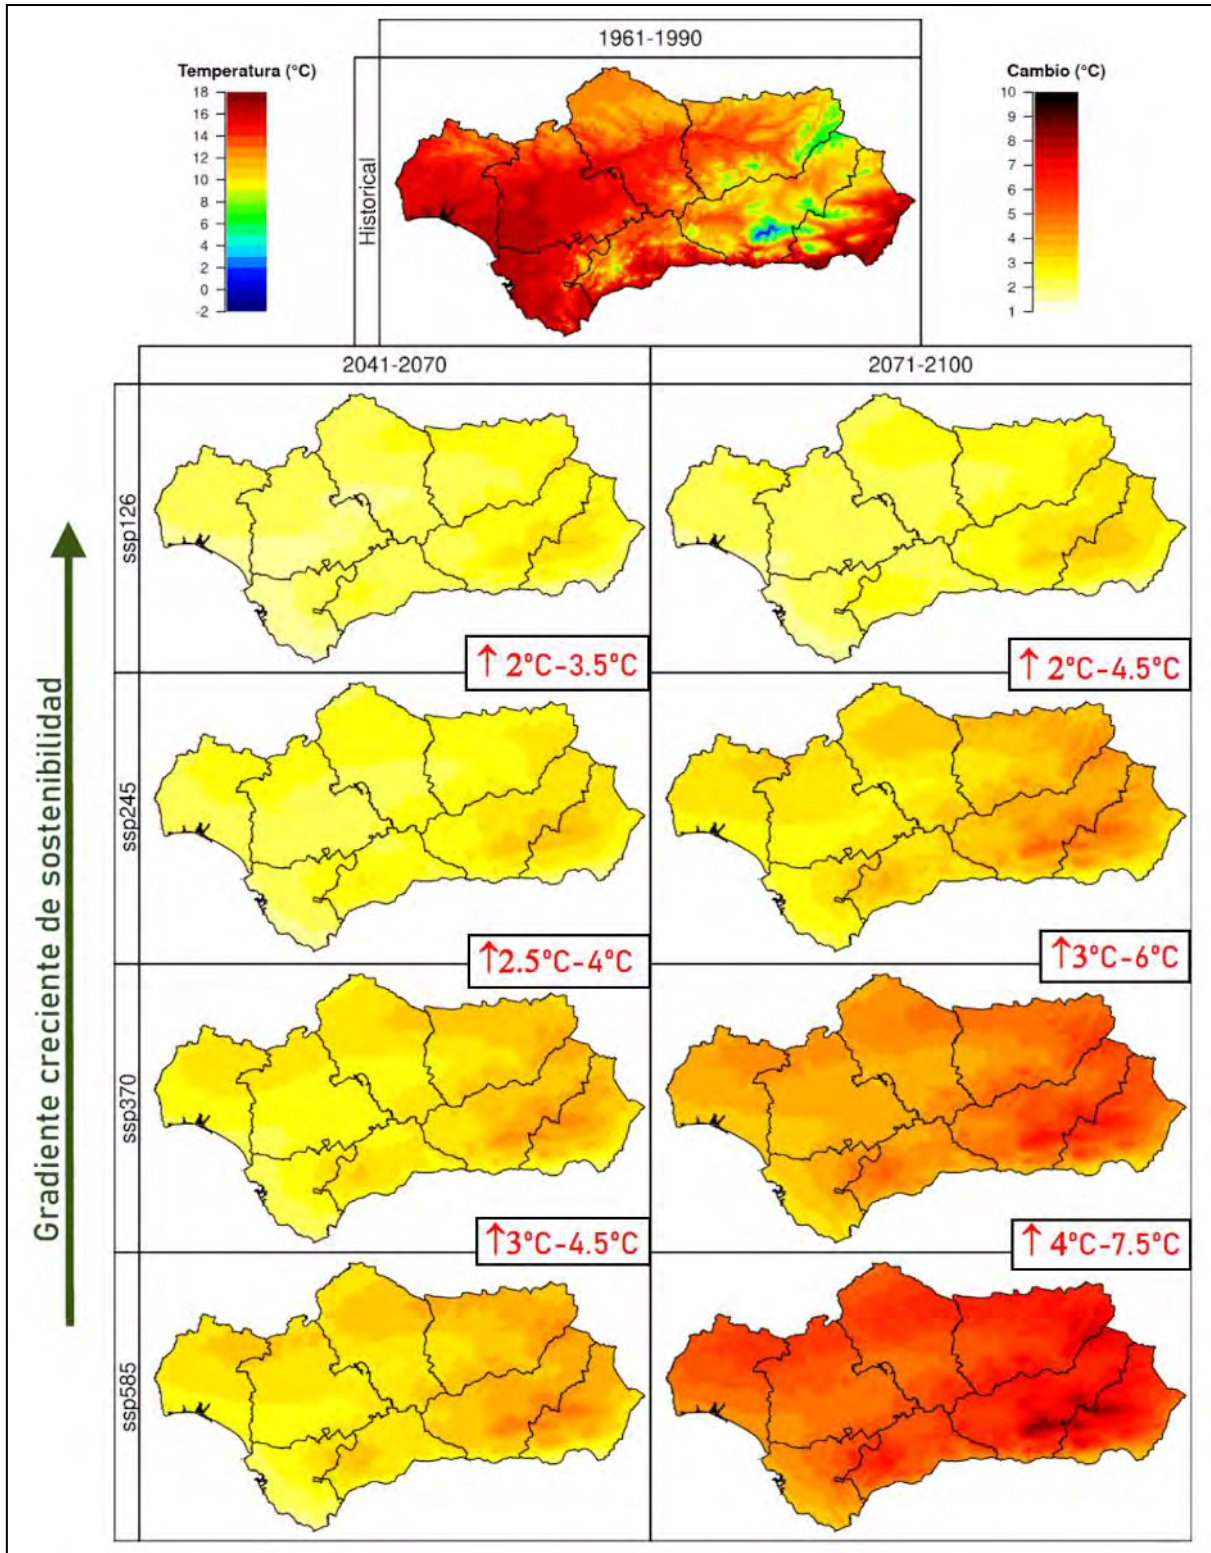 1961-1990
Temperatura (°C)
18
16
14
12
10
8
6
4
2
0
-2
Historical
Cambio (°C)
10
9
8
7
6
5
4
3
2
1
2041-2070
2071-2100
Gradiente creciente de sostenibilidad
ssp126
↑ 2°C-3.5°C
↑ 2°C-4.5°C
ssp245
↑2.5°C-4°C
↑3°C-6°C
ssp370
↑3°C-4.5°C
↑ 4°C-7.5°C
ssp585